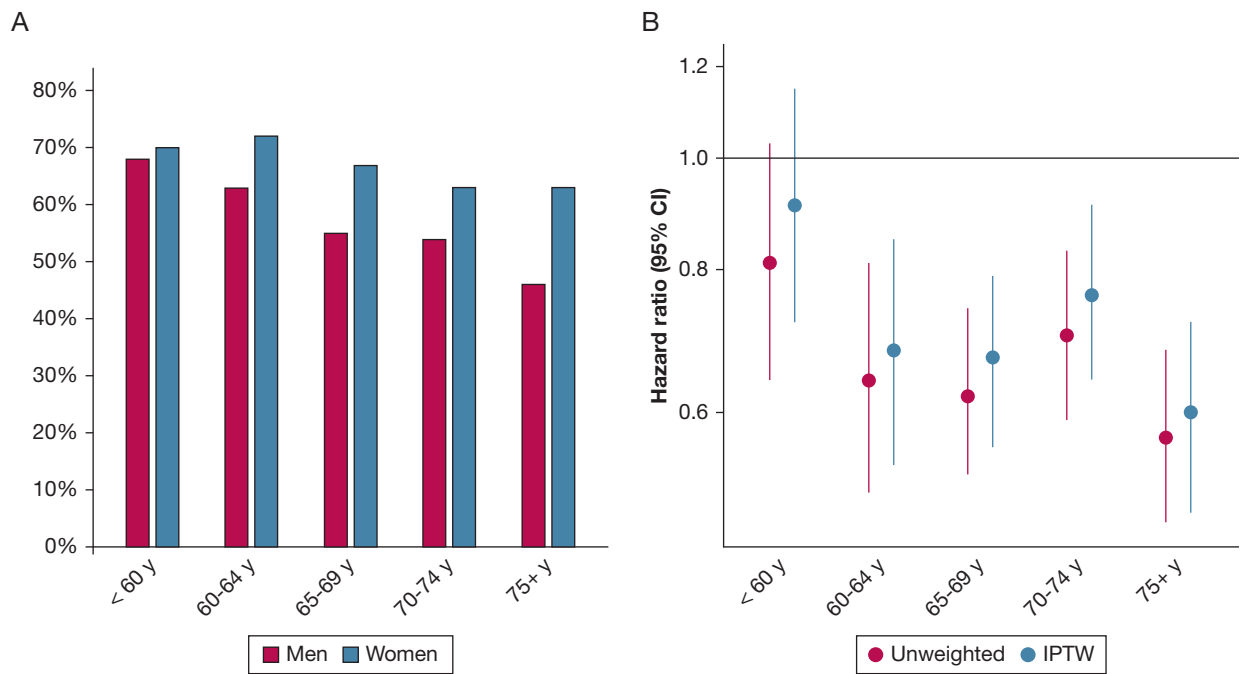 A
80%
70%
60%
50%
40%
30%
20%
10%
0%
< 60 y
60-64 y
65-69 y
70-74 y
75+ y
Men Women
B
Hazard ratio (95% CI)
1.2
1.0
0.8
0.6
< 60 y
60-64 y
65-69 y
70-74 y
75+ y
Unweighted IPTW